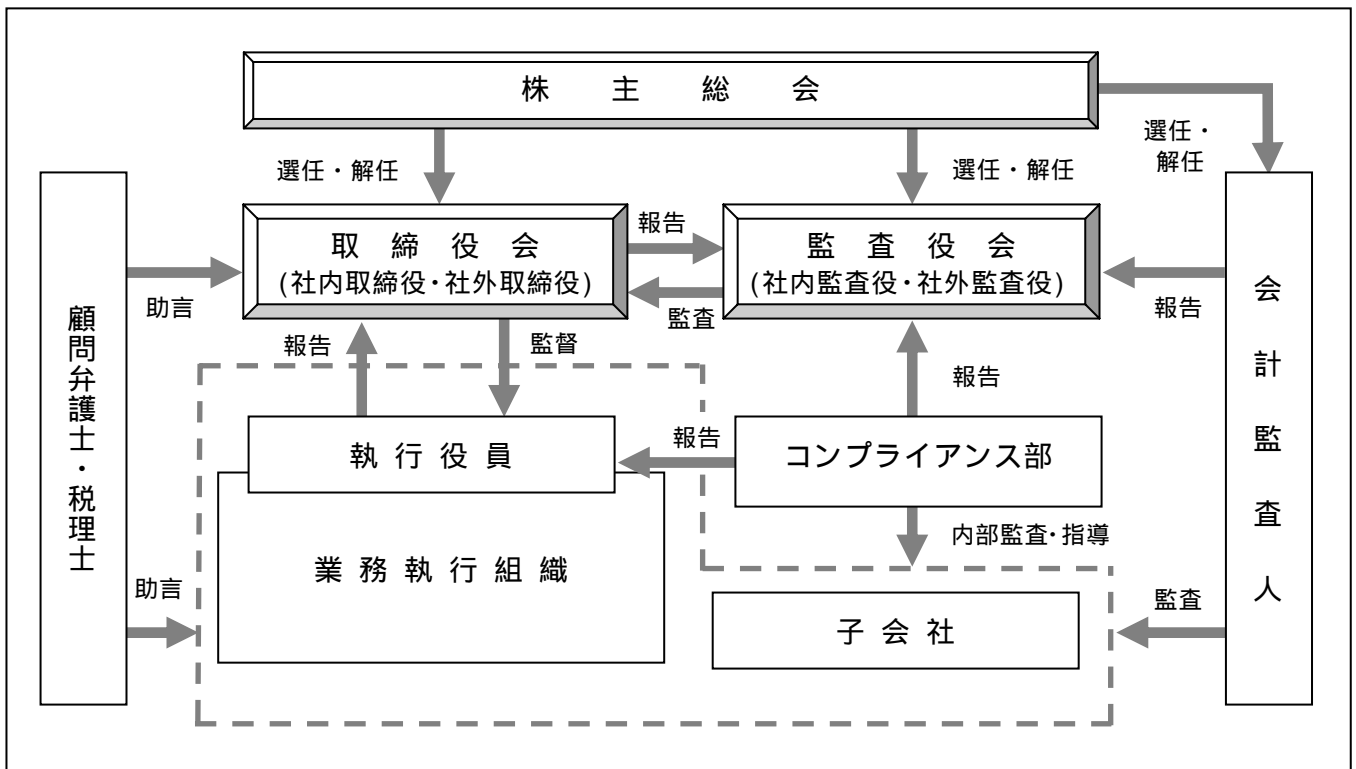 株主総会
選任・解任
選任・解任
選任・
解任
取締役会
(社内取締役・社外取締役)
報告
監査
監査役会
(社内監査役・社外監査役)
報告
助言
顧問弁護士・税理士
会計監査人
報告
監督
報告
執行役員
報告
コンプライアンス部
内部監査・指導
業務執行組織
助言
子会社
監査